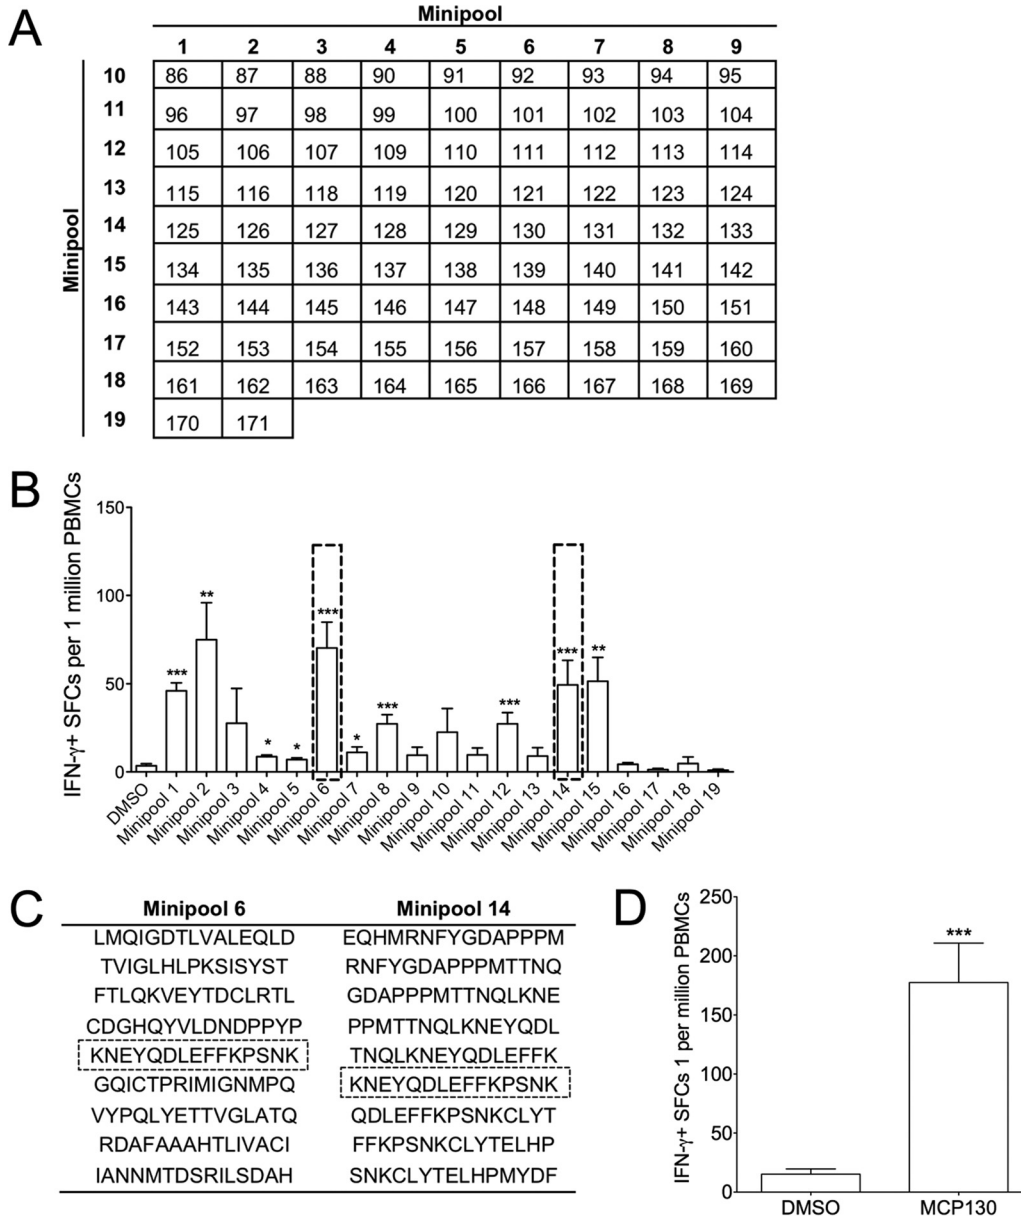 A
Minipool
1 2 3 4 5 6 7 8 9
10 86 87 88 90 91 92 93 94 95
11 96 97 98 99 100 101 102 103 104
12 105 106 107 109 110 111 112 113 114
13 115 116 118 119 120 121 122 123 124
14 125 126 127 128 129 130 131 132 133
15 134 135 136 137 138 139 140 141 142
16 143 144 145 146 147 148 149 150 151
17 152 153 154 155 156 157 158 159 160
18 161 162 163 164 165 166 167 168 169
19 170 171
Minipool
B
IFN-γ+ SFCs per 1 million PBMCs
150
100
50
0
** *** *** * * * *** *** *** **
DMSO
Minipool 1
Minipool 2
Minipool 3
Minipool 4
Minipool 5
Minipool 6
Minipool 7
Minipool 8
Minipool 9
Minipool 10
Minipool 11
Minipool 12
Minipool 13
Minipool 14
Minipool 15
Minipool 16
Minipool 17
Minipool 18
Minipool 19
C
Minipool 6 Minipool 14
LMQIGDTLVALEQLD EQHMRNFYGDAPPPM
TVIGLHLPKSISYST RNFYGDAPPPMTTNQ
FTLQKVEYTDCLRTL GDAPPPMTTNQLKNE
CDGHQYVLDNDPPYP PPMTTNQLKNEYQDL
KNEYQDLEFFKPSNK TNQLKNEYQDLEFFK
GQICTPRIMIGNMPQ KNEYQDLEFFKPSNK
VYPQLYETTVGLATQ QDLEFFKPSNKCLYT
RDAFAAAHTLIVACI FFKPSNKCLYTELHP
IANNMTDSRILSDAH SNKCLYTELHPMYDF
D
IFN-γ+ SFCs 1 per million PBMCs
250
200
150
100
50
0
***
DMSO MCP130